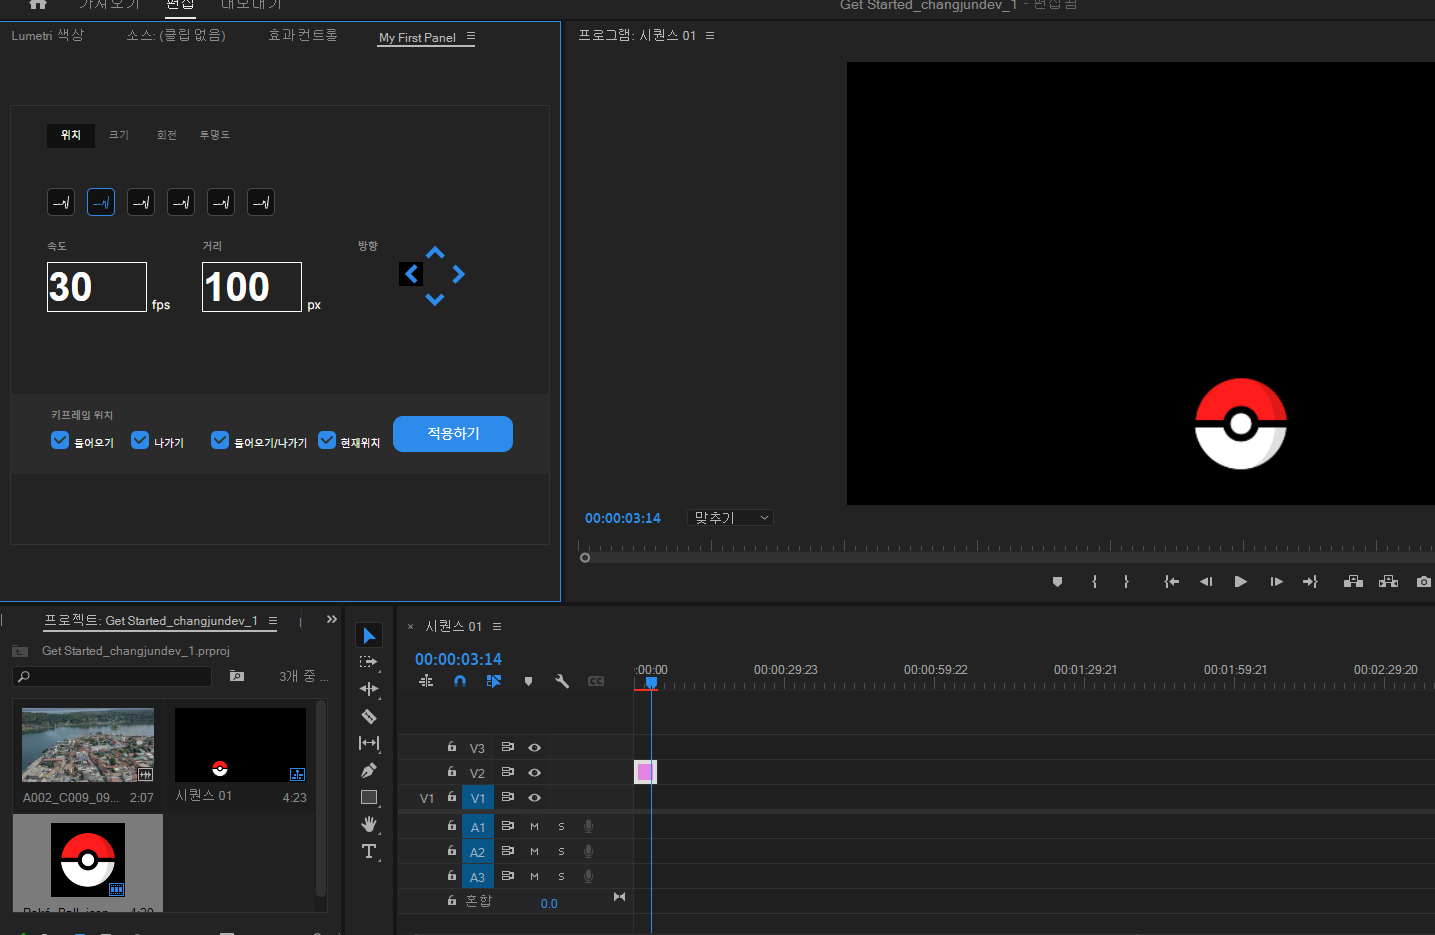 가져오기 편집 내보내기
Get Started_changjundev_1 - 편집됨
Lumetri 색상 소스: (클립 없음) 효과 컨트롤 My First Panel
위치 크기 회전 투명도
속도 거리 방향
30 fps 100 px
키프레임 위치
들어오기 나가기 들어오기/나가기 현재위치 적용하기
프로그램: 시퀀스 01
00:00:03:14 맞추기
프로젝트: Get Started_changjundev_1
Get Started_changjundev_1.prproj
3개 중 ...
A002_C009_09... 2:07
시퀀스 01 4:23
시퀀스 01
00:00:03:14
:00:00 00:00:29:23 00:00:59:22 00:01:29:21 00:01:59:21 00:02:29:20
CC
V3
V2
V1 V1
A1 M S
A2 M S
A3 M S
혼합 0.0
T